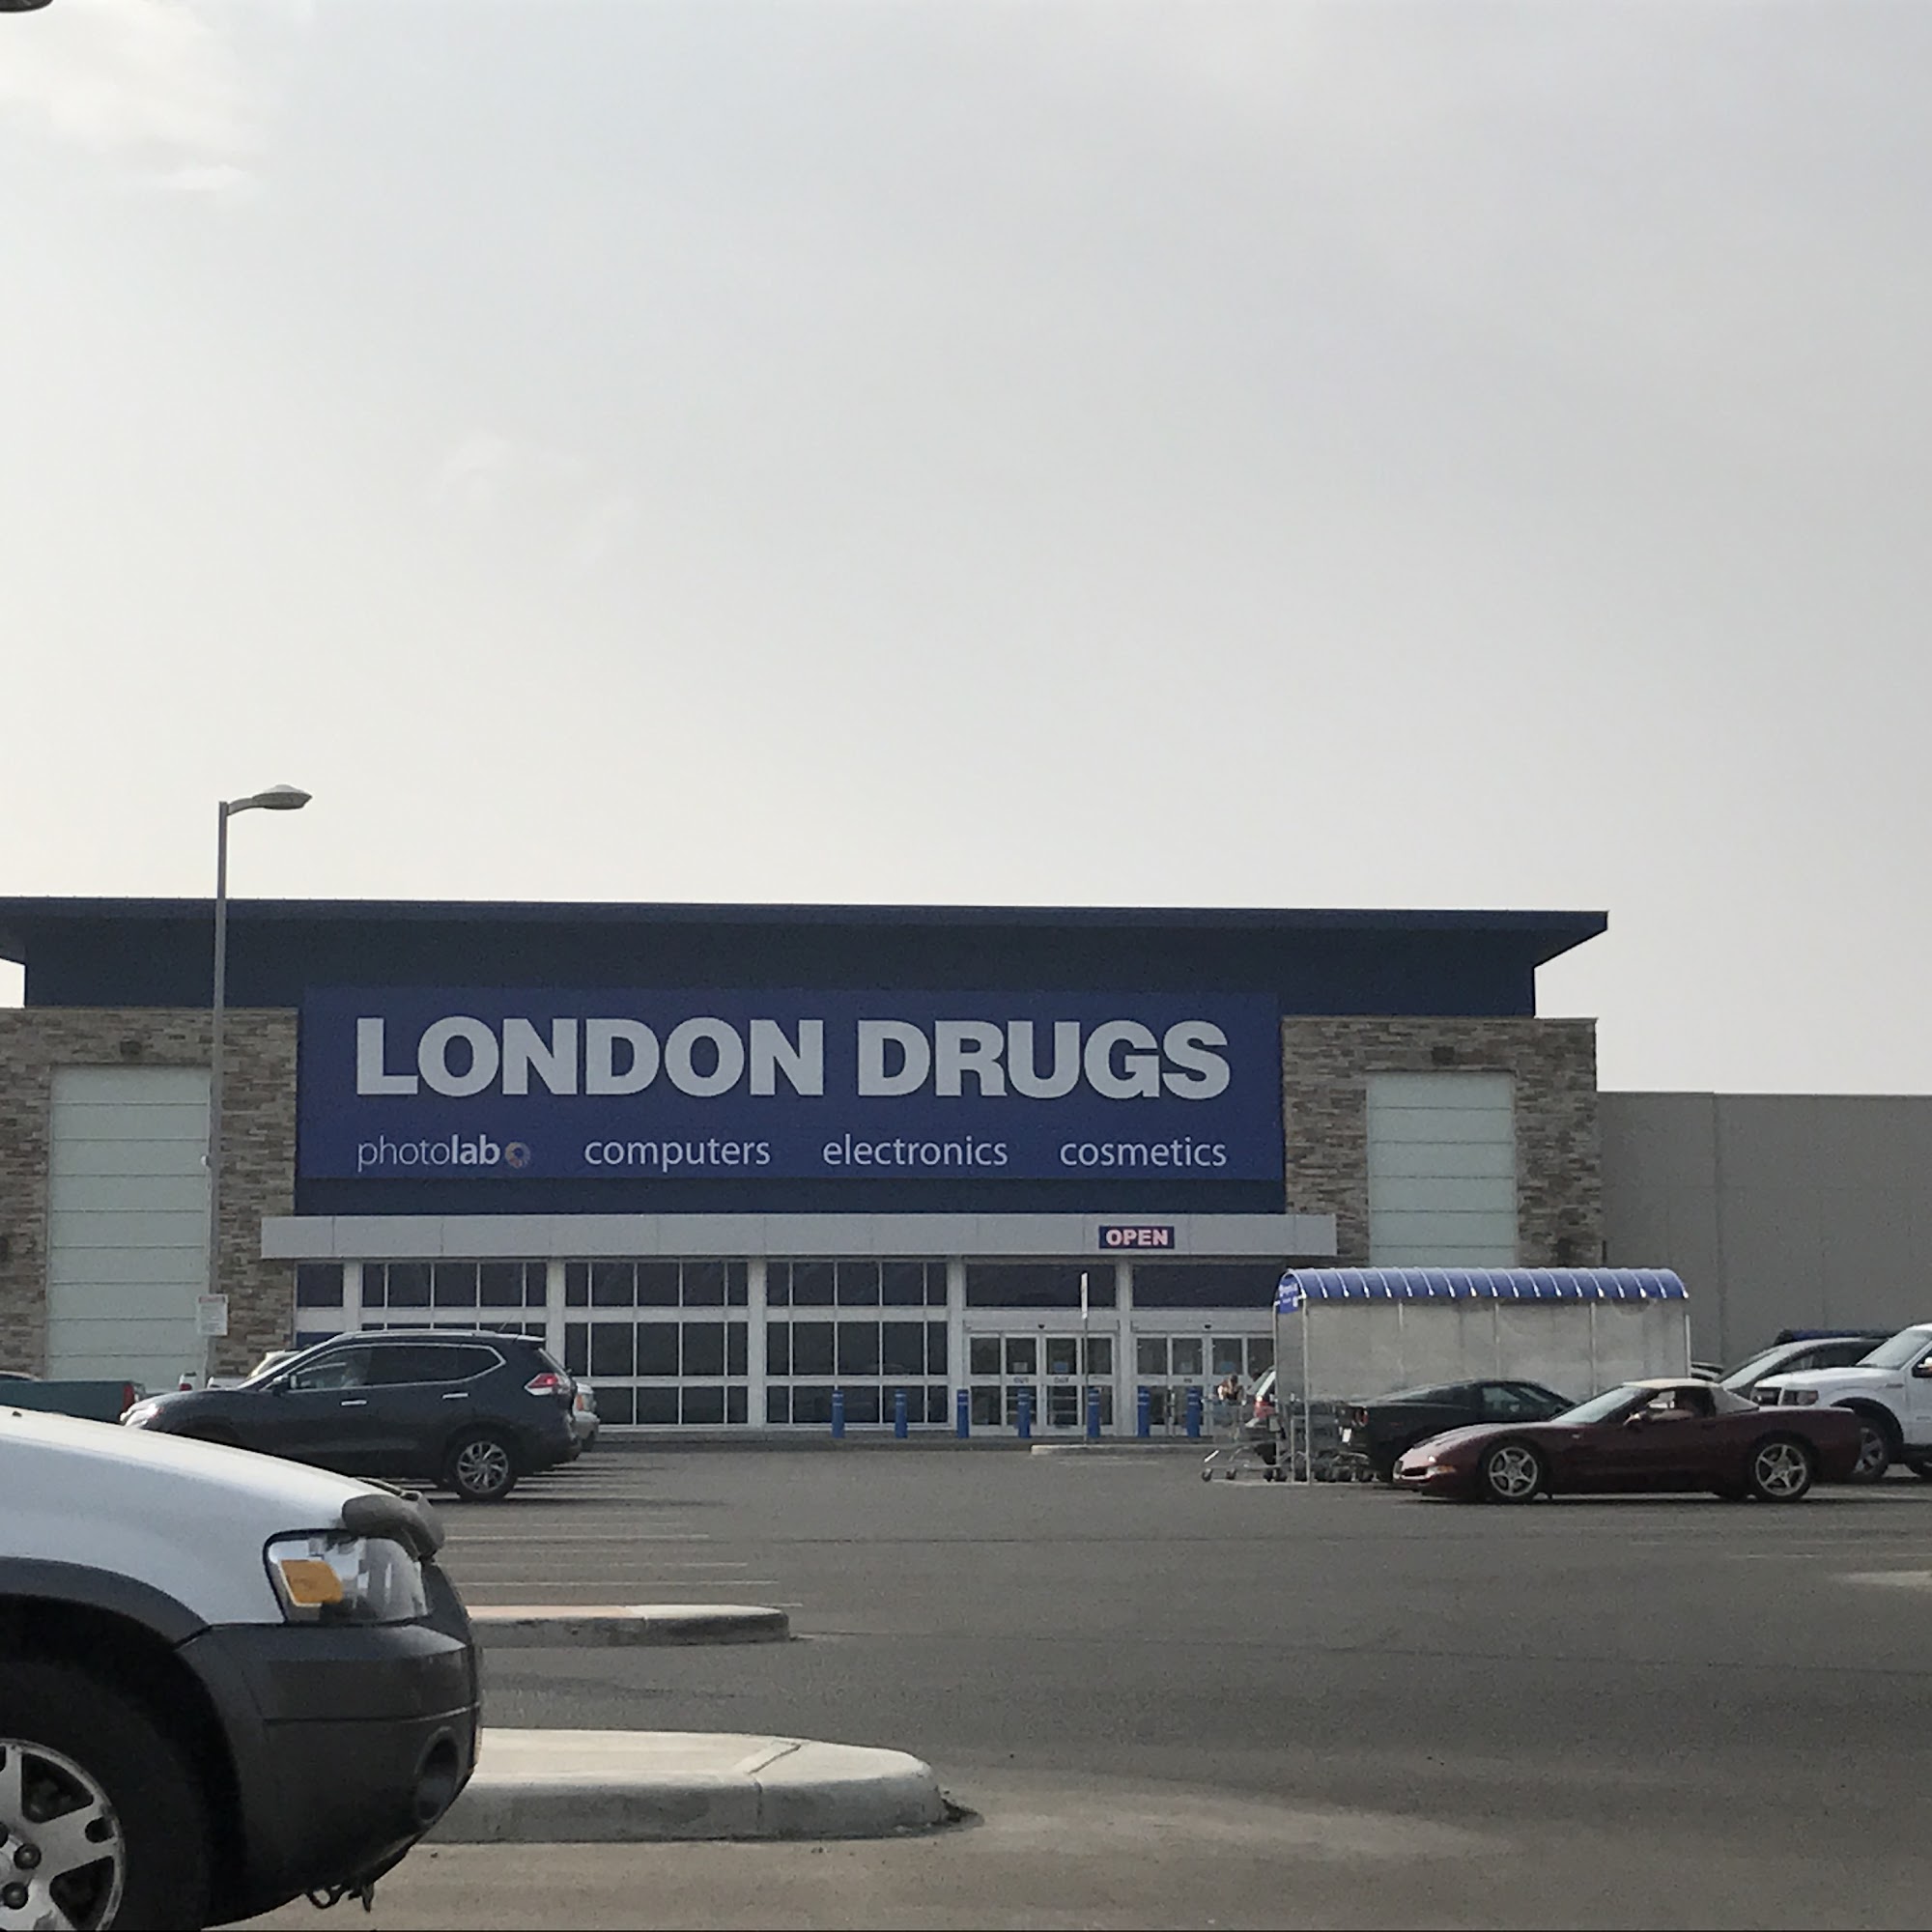 LONDON DRUGS
photolab computers electronics cosmetics
OPEN